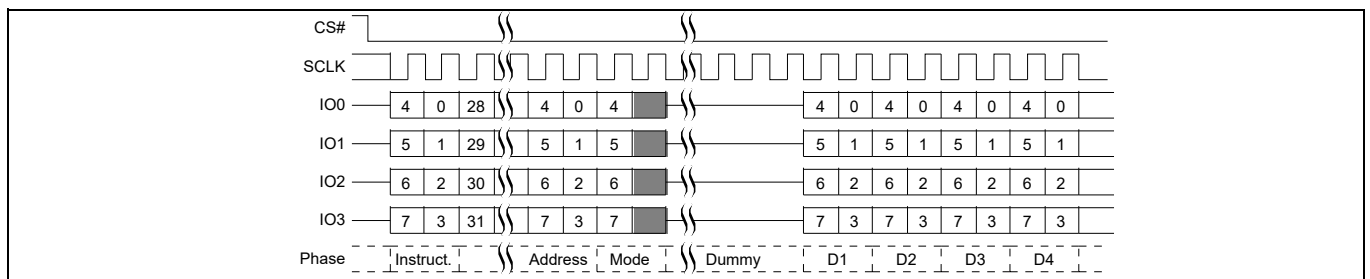 CS#
SCLK
IO0 4 0 28 4 0 4 4 0 4 0 4 0 4 0
IO1 5 1 29 5 1 5 5 1 5 1 5 1 5 1
IO2 6 2 30 6 2 6 6 2 6 2 6 2 6 2
IO3 7 3 31 7 3 7 7 3 7 3 7 3 7 3
Phase Instruct. Address Mode Dummy D1 D2 D3 D4